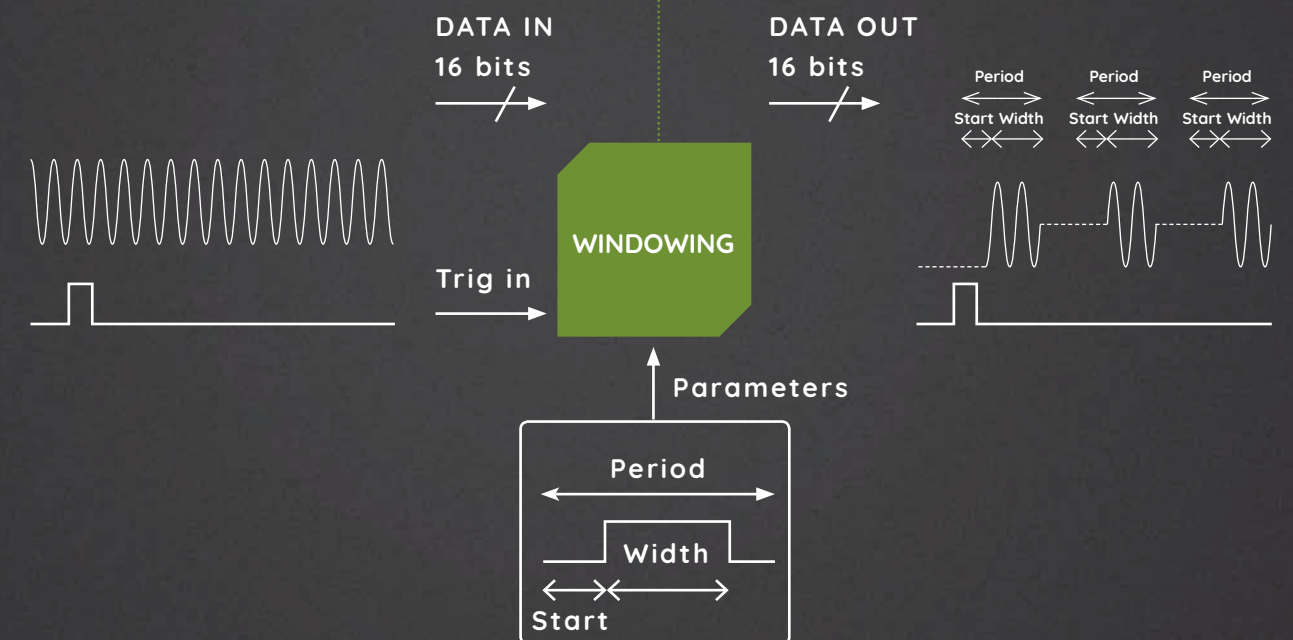 DATA IN
16 bits
DATA OUT
16 bits
Period Period Period
Start Width Start Width Start Width
WINDOWING
Trig in
Parameters
Period
Width
Start